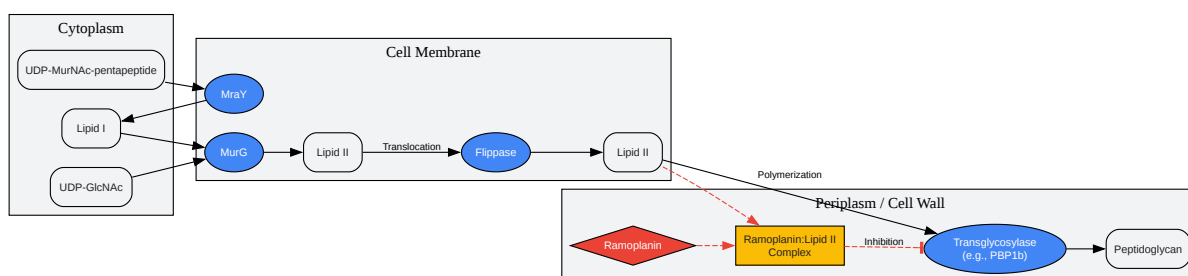 Cytoplasm
UDP-MurNAc-pentapeptide
Lipid I
UDP-GlcNAc
Cell Membrane
MraY
MurG
Lipid II
Translocation
Flippase
Lipid II
Polymerization
Periplasm / Cell Wall
Ramoplanin
Ramoplanin:Lipid II
Complex
Inhibition
Transglycosylase
(e.g., PBP1b)
Peptidoglycan